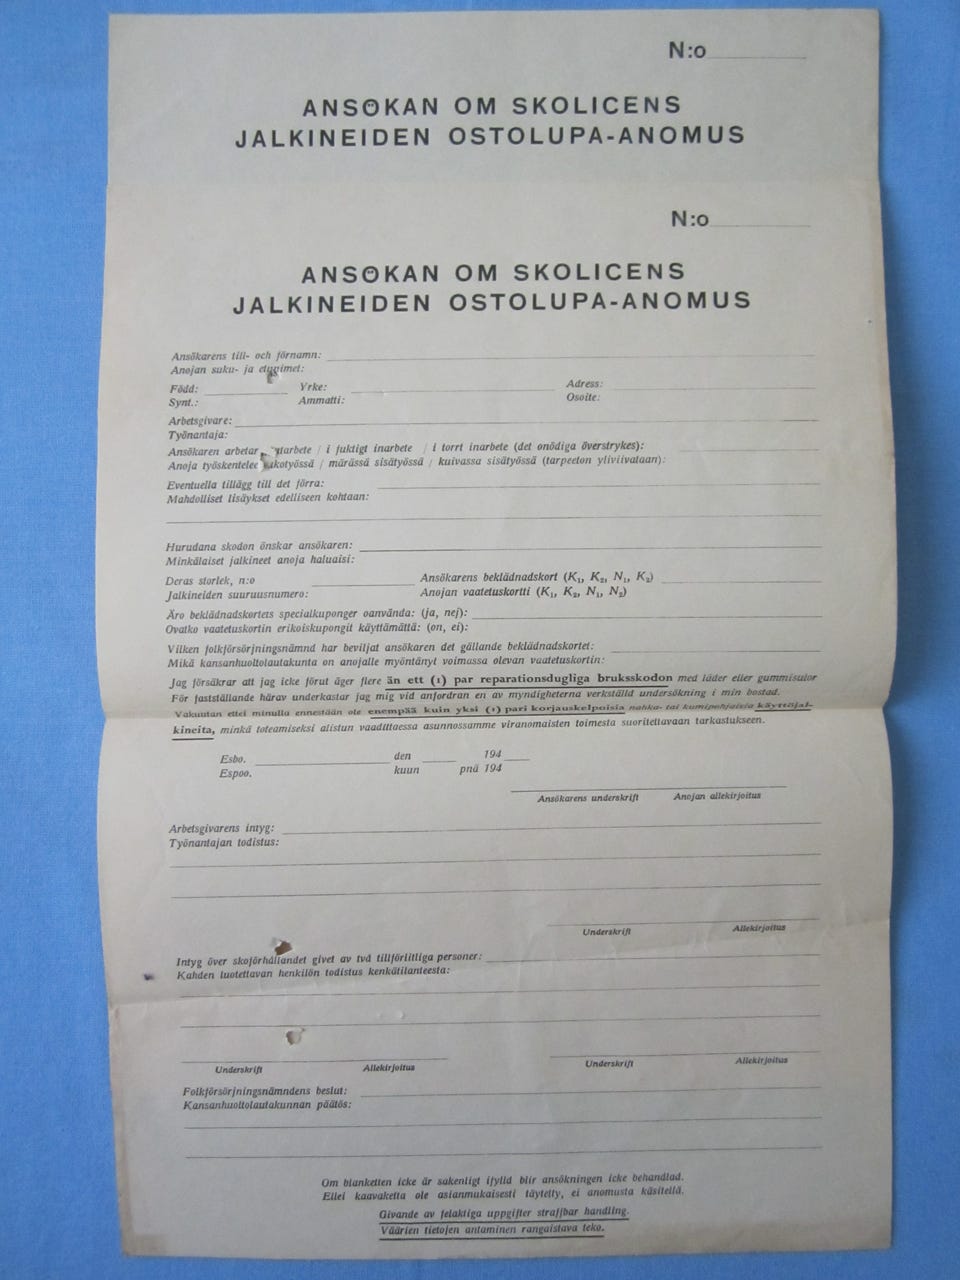 N:o
ANSÖKAN OM SKOLICENS
JALKINEIDEN OSTOLUPA-ANOMUS
N:o
ANSÖKAN OM SKOLICENS
JALKINEIDEN OSTOLUPA-ANOMUS
Ansökarens till- och förnamn:
Anojan suku- ja etunimet:
Född: Yrke: Adress:
Synt.: Ammatti: Osoite:
Arbetsgivare:
Työnantaja:
Ansökaren arbetar utarbete / i fuktigt inarbete / i torrt inarbete (det onödiga överstrykes):
Anoja työskentelee ukotyössä / märässä sisätyössä / kuivassa sisätyössä (tarpeeton yliviivataan):
Eventuella tillägg till det förra:
Mahdolliset lisäykset edelliseen kohtaan:
Hurudana skodon önskar ansökaren:
Minkälaiset jalkineet anoja haluaisi:
Deras storlek, n:o Ansökarens beklädnadskort (K₁, K₂, N₁, K₂)
Jalkineiden suuruusnumero: Anojan vaatetuskortti (K₁, K₂, N₁, N₂)
Äro beklädnadskortets specialkuponger oanvända: (ja, nej):
Ovatko vaatetuskortin erikoiskupongit käyttämättä: (on, ei):
Vilken folkförsörjningsnämnd har beviljat ansökaren det gällande beklädnadskortet:
Mikä kansanhuoltolautakunta on anojalle myöntänyt voimassa olevan vaatetuskortin:
Jag försäkrar att jag icke förut äger flere än ett (1) par reparationsdugliga bruksskodon med läder eller gummisulor
För fastställande härav underkastar jag mig vid anfordran en av myndigheterna verkställd undersökning i min bostad.
Vakuutan ettei minulla ennestään ole enempää kuin yksi (1) pari korjauskelpoisia nahka- tai kumipohjaisia käyttöjal-
kineita, minkä toteamiseksi alistun vaadittaessa asunnossamme viranomaisten toimesta suoritettavaan tarkastukseen.
Esbo. den 194
Espoo. kuun pnä 194
Ansökarens underskrift Anojan allekirjoitus
Arbetsgivarens intyg:
Työnantajan todistus:
Underskrift Allekirjoitus
Intyg över skoförhållandet givet av två tillförlitliga personer:
Kahden luotettavan henkilön todistus kenkätilanteesta:
Underskrift Allekirjoitus Underskrift Allekirjoitus
Folkförsörjningsnämndens beslut:
Kansanhuoltolautakunnan päätös:
Om blanketten icke är sakenligt ifylld blir ansökningen icke behandlad.
Ellei kaavaketta ole asianmukaisesti täytetty, ei anomusta käsitellä.
Givande av felaktiga uppgifter straffbar handling.
Väärien tietojen antaminen rangaistava teko.